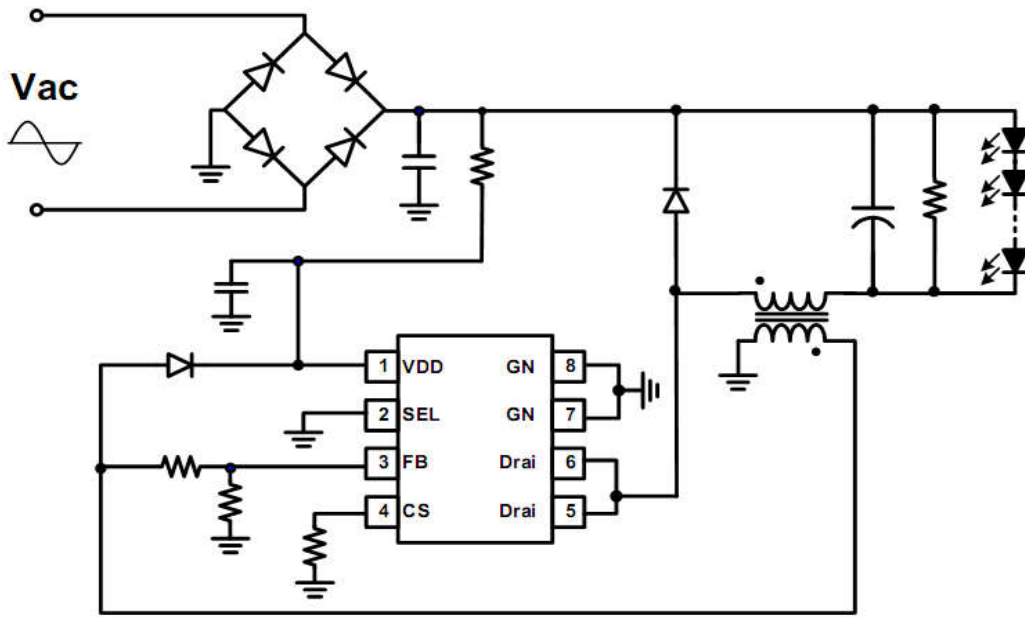 Vac
1 VDD GN 8
2 SEL GN 7
3 FB Drai 6
4 CS Drai 5